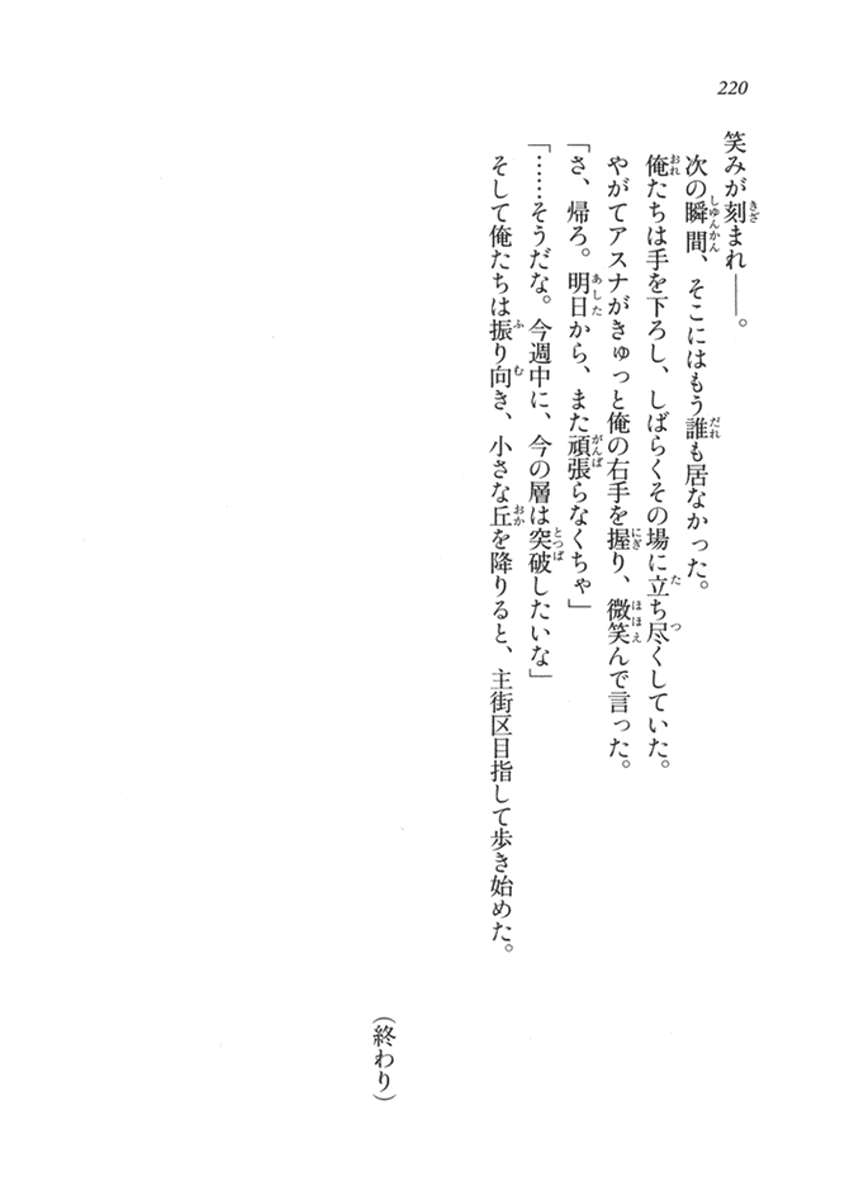 220
笑みが刻まれ――。
次の瞬間、そこにはもう誰も居なかった。
俺たちは手を下ろし、しばらくその場に立ち尽くしていた。
やがてアスナがきゅっと俺の右手を握り、微笑んで言った。
「さ、帰ろ。明日から、また頑張らなくちゃ」
「……そうだな。今週中に、今の層は突破したいな」
そして俺たちは振り向き、小さな丘を降りると、主街区目指して歩き始めた。
(終わり)